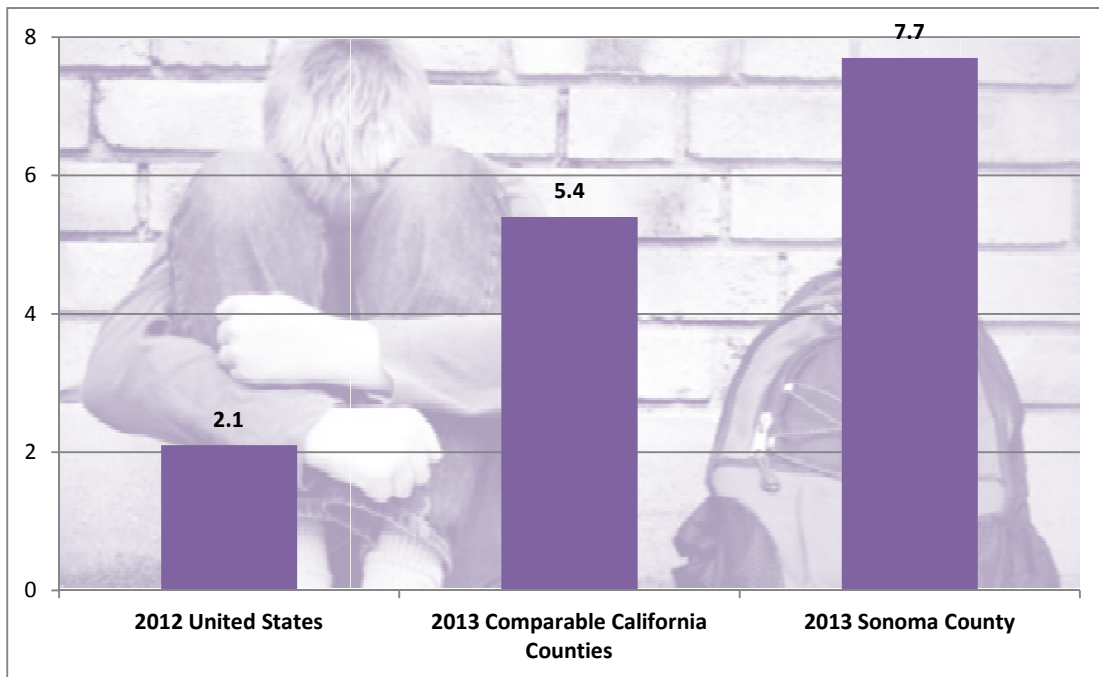 8
6
4
2
0
2.1
5.4
7.7
2012 United States
2013 Comparable California
Counties
2013 Sonoma County